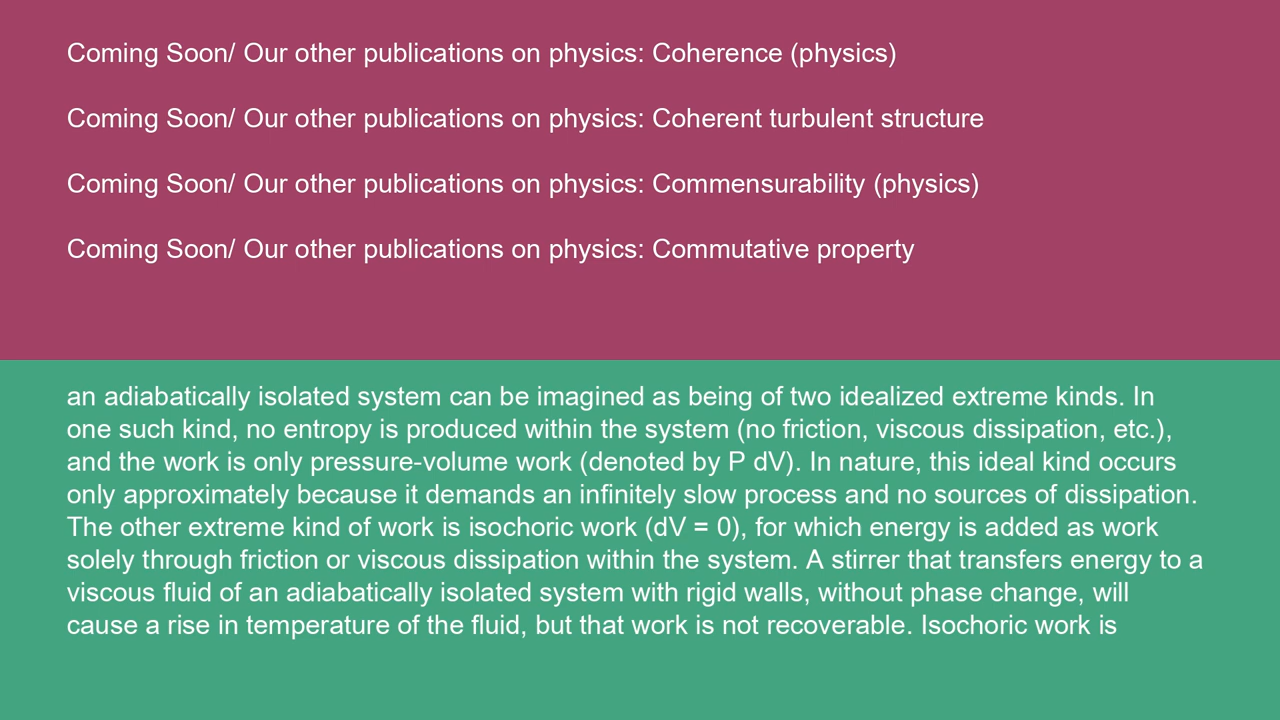 Coming Soon/ Our other publications on physics: Coherence (physics)
Coming Soon/ Our other publications on physics: Coherent turbulent structure
Coming Soon/ Our other publications on physics: Commensurability (physics)
Coming Soon/ Our other publications on physics: Commutative property
an adiabatically isolated system can be imagined as being of two idealized extreme kinds. In
one such kind, no entropy is produced within the system (no friction, viscous dissipation, etc.),
and the work is only pressure-volume work (denoted by P dV). In nature, this ideal kind occurs
only approximately because it demands an infinitely slow process and no sources of dissipation.
The other extreme kind of work is isochoric work (dV = 0), for which energy is added as work
solely through friction or viscous dissipation within the system. A stirrer that transfers energy to a
viscous fluid of an adiabatically isolated system with rigid walls, without phase change, will
cause a rise in temperature of the fluid, but that work is not recoverable. Isochoric work is